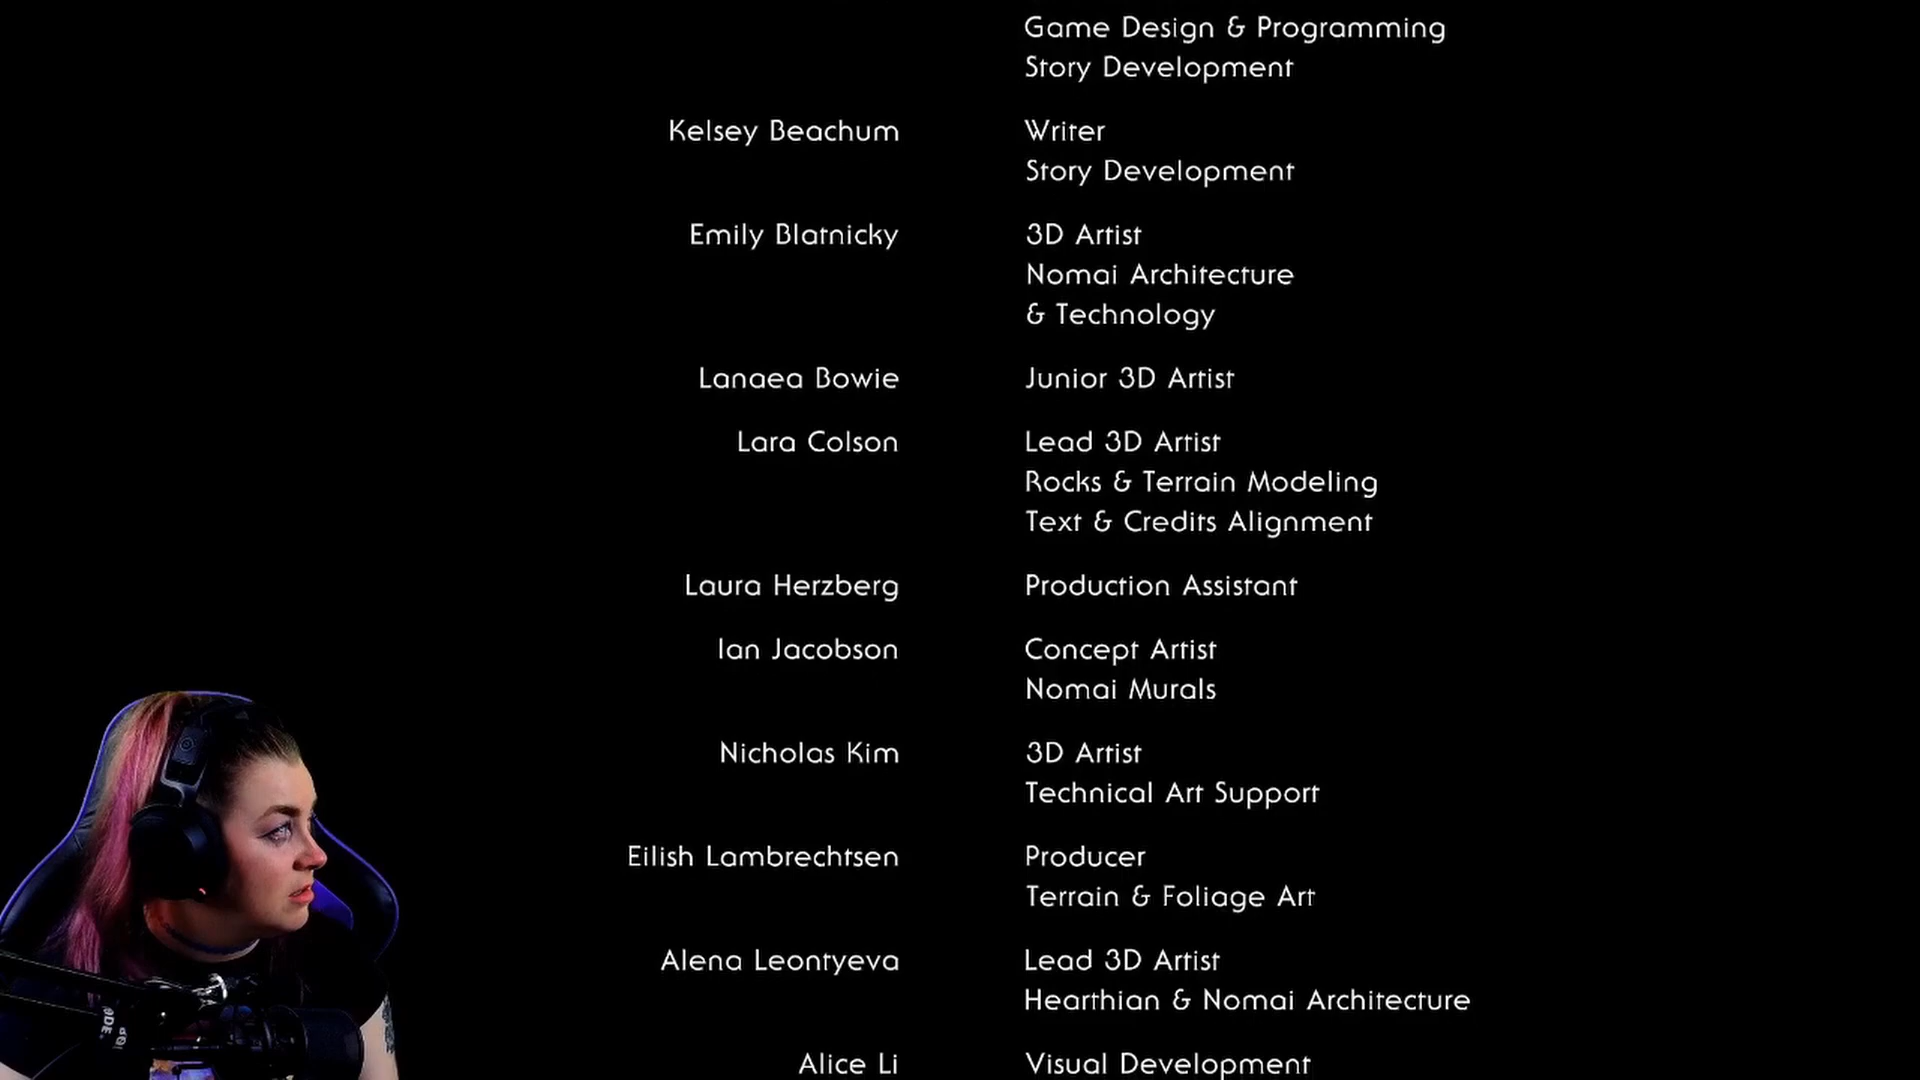 Game Design & Programming
Story Development
Kelsey Beachum Writer
Story Development
Emily Blatnicky 3D Artist
Nomai Architecture
& Technology
Lanaea Bowie Junior 3D Artist
Lara Colson Lead 3D Artist
Rocks & Terrain Modeling
Text & Credits Alignment
Laura Herzberg Production Assistant
Ian Jacobson Concept Artist
Nomai Murals
Nicholas Kim 3D Artist
Technical Art Support
Eilish Lambrechtsen Producer
Terrain & Foliage Art
Alena Leontyeva Lead 3D Artist
Hearthian & Nomai Architecture
Alice Li Visual Development